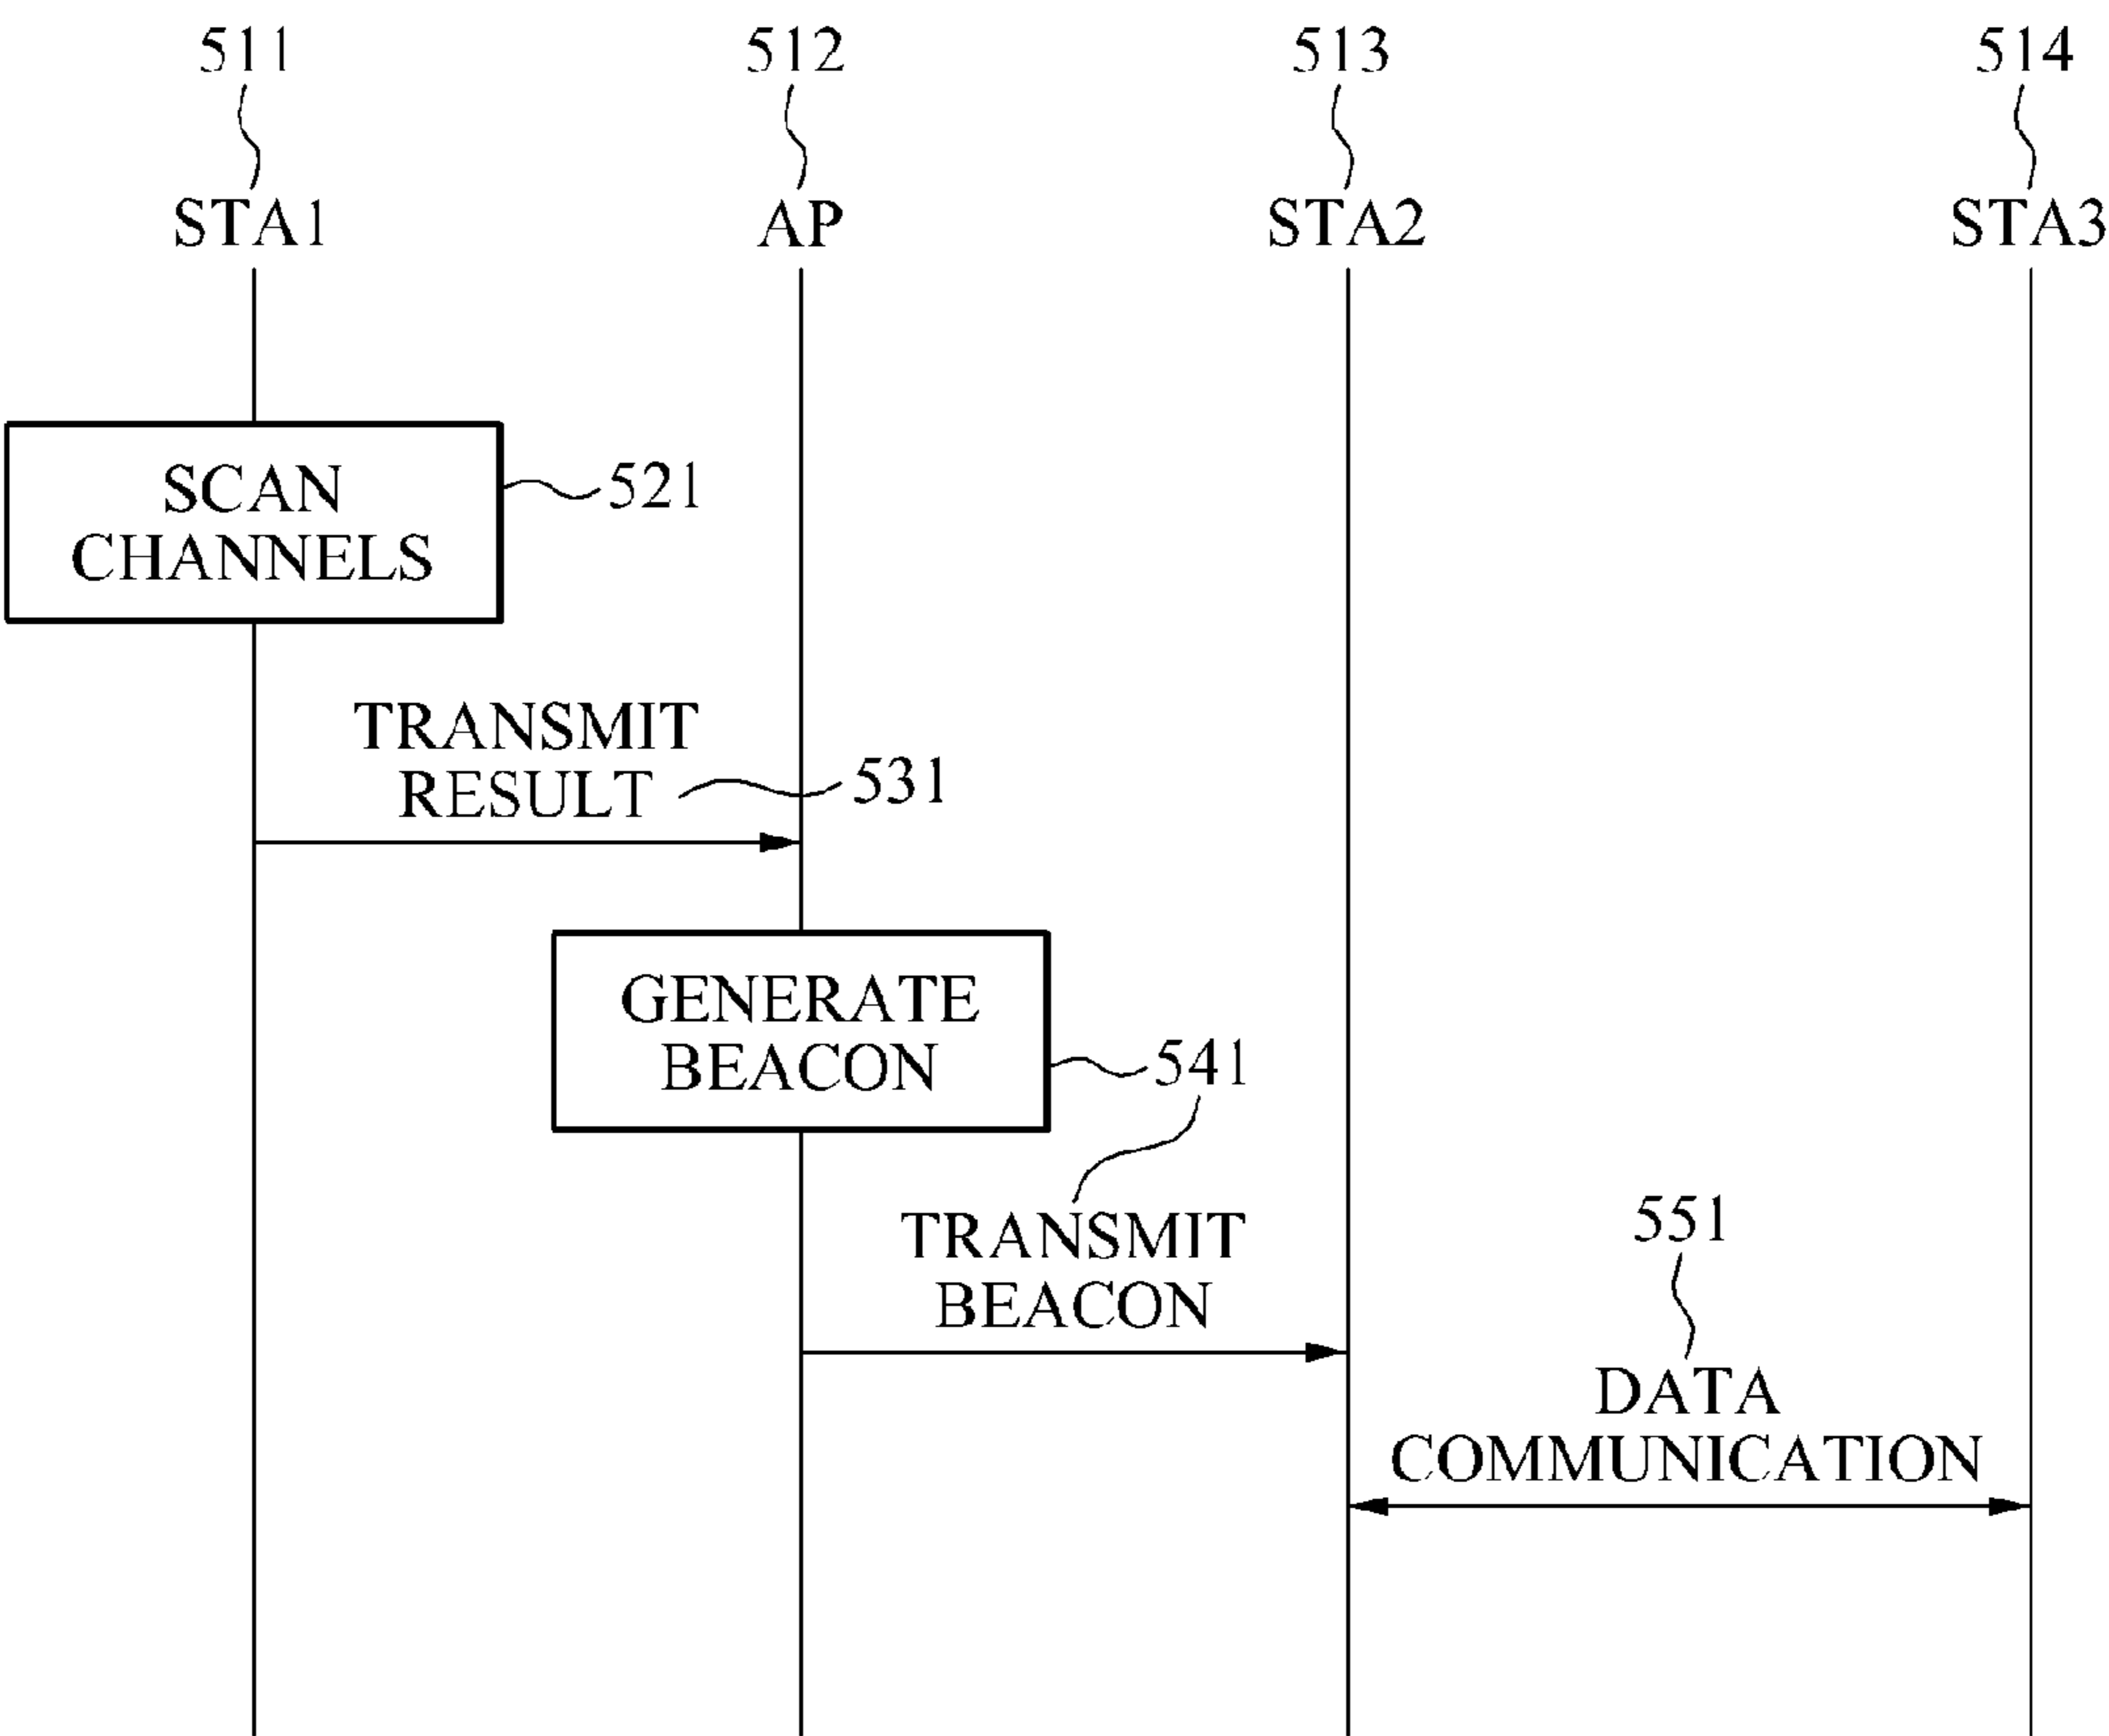 511
512
513
514
STA1
AP
STA2
STA3
SCAN
CHANNELS
521
TRANSMIT
RESULT
531
GENERATE
BEACON
541
TRANSMIT
BEACON
551
DATA
COMMUNICATION